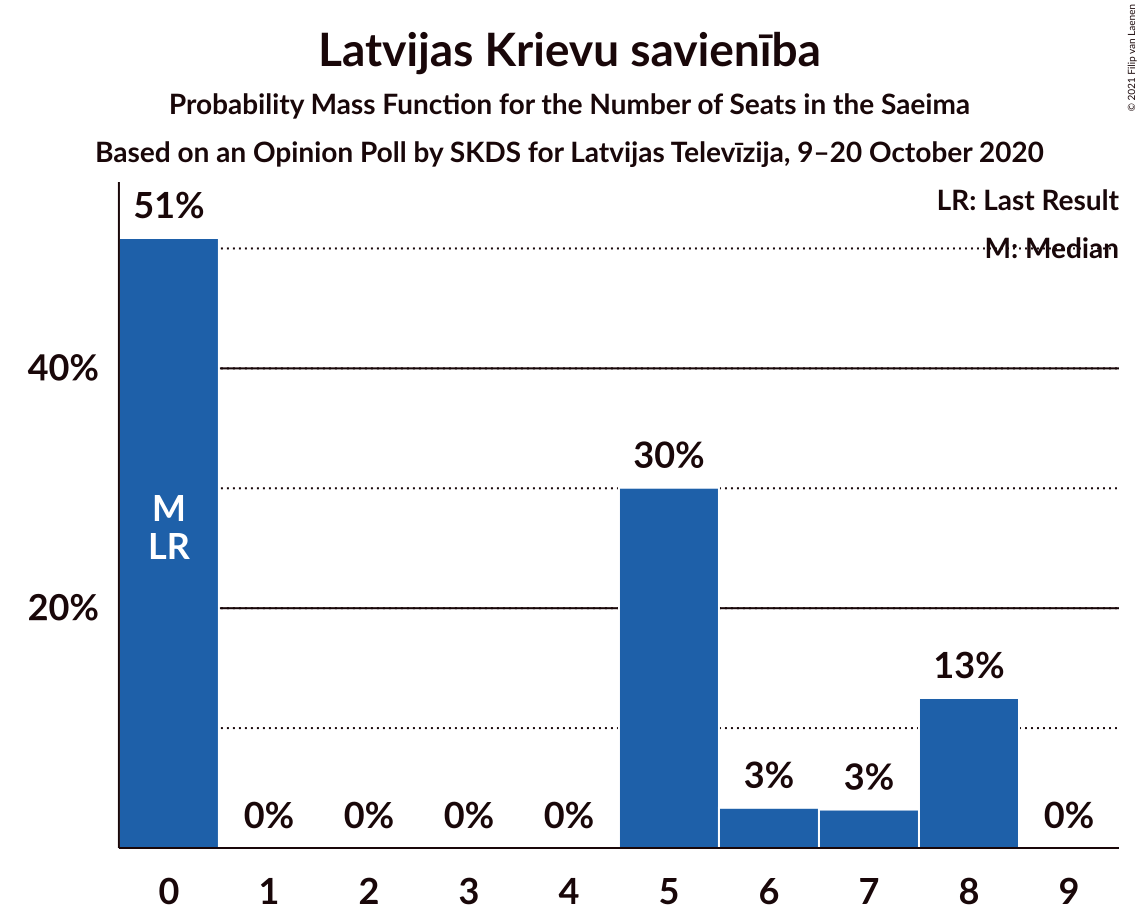 Latvijas Krievu savienība
Probability Mass Function for the Number of Seats in the Saeima
Based on an Opinion Poll by SKDS for Latvijas Televīzija, 9–20 October 2020
© 2021 Filip van Laenen
LR: Last Result
M: Median
51%
40%
30%
20%
13%
3%
3%
0%
0%
0%
0%
0%
M
LR
0 1 2 3 4 5 6 7 8 9